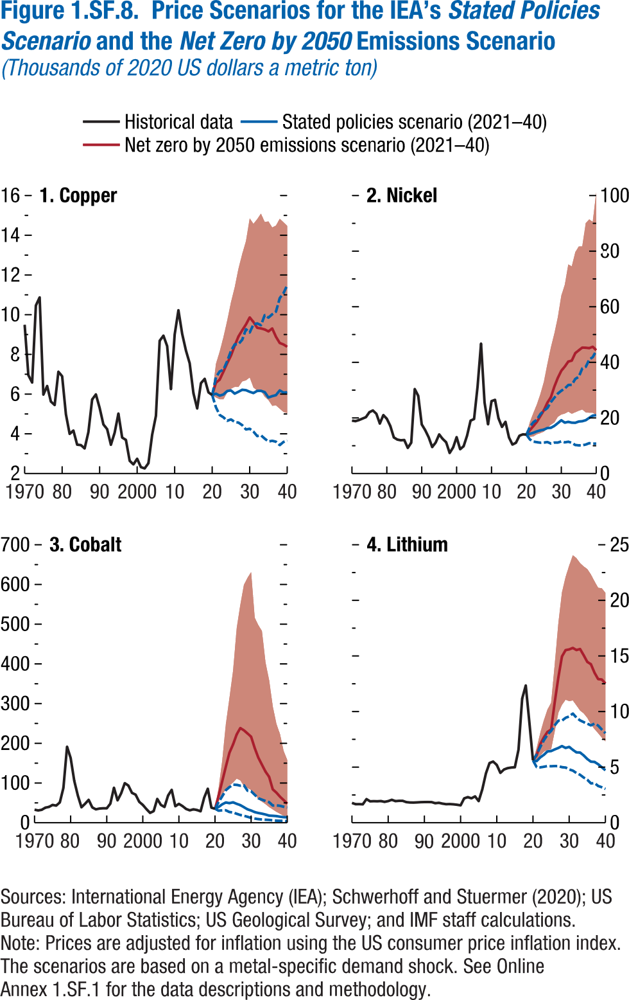 Figure 1.SF.8.  Price Scenarios for the IEA’s Stated Policies
Scenario and the Net Zero by 2050 Emissions Scenario
(Thousands of 2020 US dollars a metric ton)
Historical data
Stated policies scenario (2021–40)
Net zero by 2050 emissions scenario (2021–40)
1. Copper
16
14
12
10
8
6
4
2
1970 80 90 2000 10 20 30 40
2. Nickel
100
80
60
40
20
0
1970 80 90 2000 10 20 30 40
3. Cobalt
700
600
500
400
300
200
100
0
1970 80 90 2000 10 20 30 40
4. Lithium
25
20
15
10
5
0
1970 80 90 2000 10 20 30 40
Sources: International Energy Agency (IEA); Schwerhoff and Stuermer (2020); US
Bureau of Labor Statistics; US Geological Survey; and IMF staff calculations.
Note: Prices are adjusted for inflation using the US consumer price inflation index.
The scenarios are based on a metal-specific demand shock. See Online
Annex 1.SF.1 for the data descriptions and methodology.